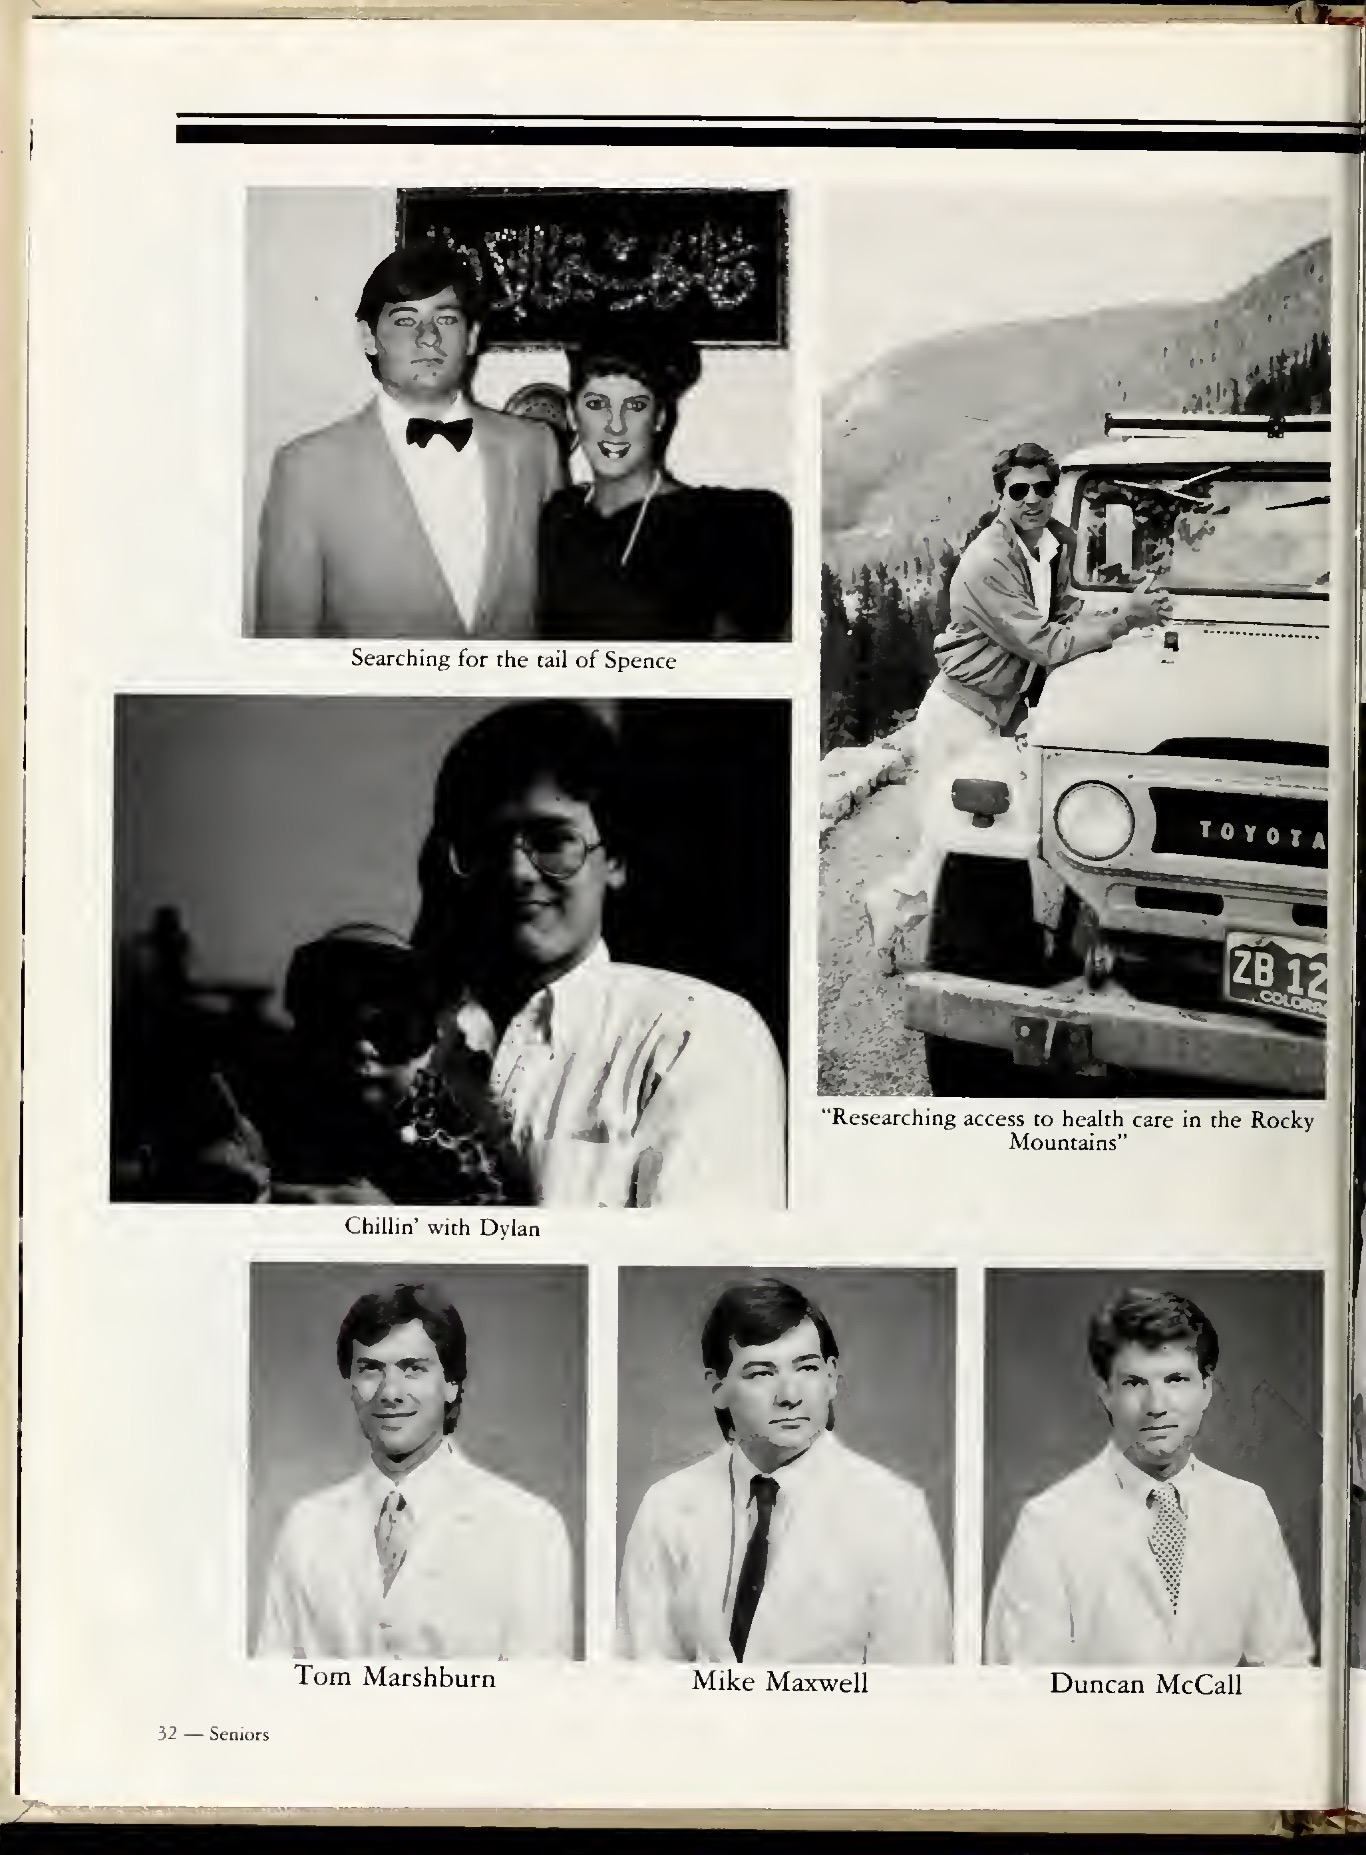 Searching for the tail of Spence
TOYOTA
ZB 12
COLORA
"Researching access to health care in the Rocky
Mountains"
Chillin' with Dylan
Tom Marshburn
Mike Maxwell
Duncan McCall
32 — Seniors